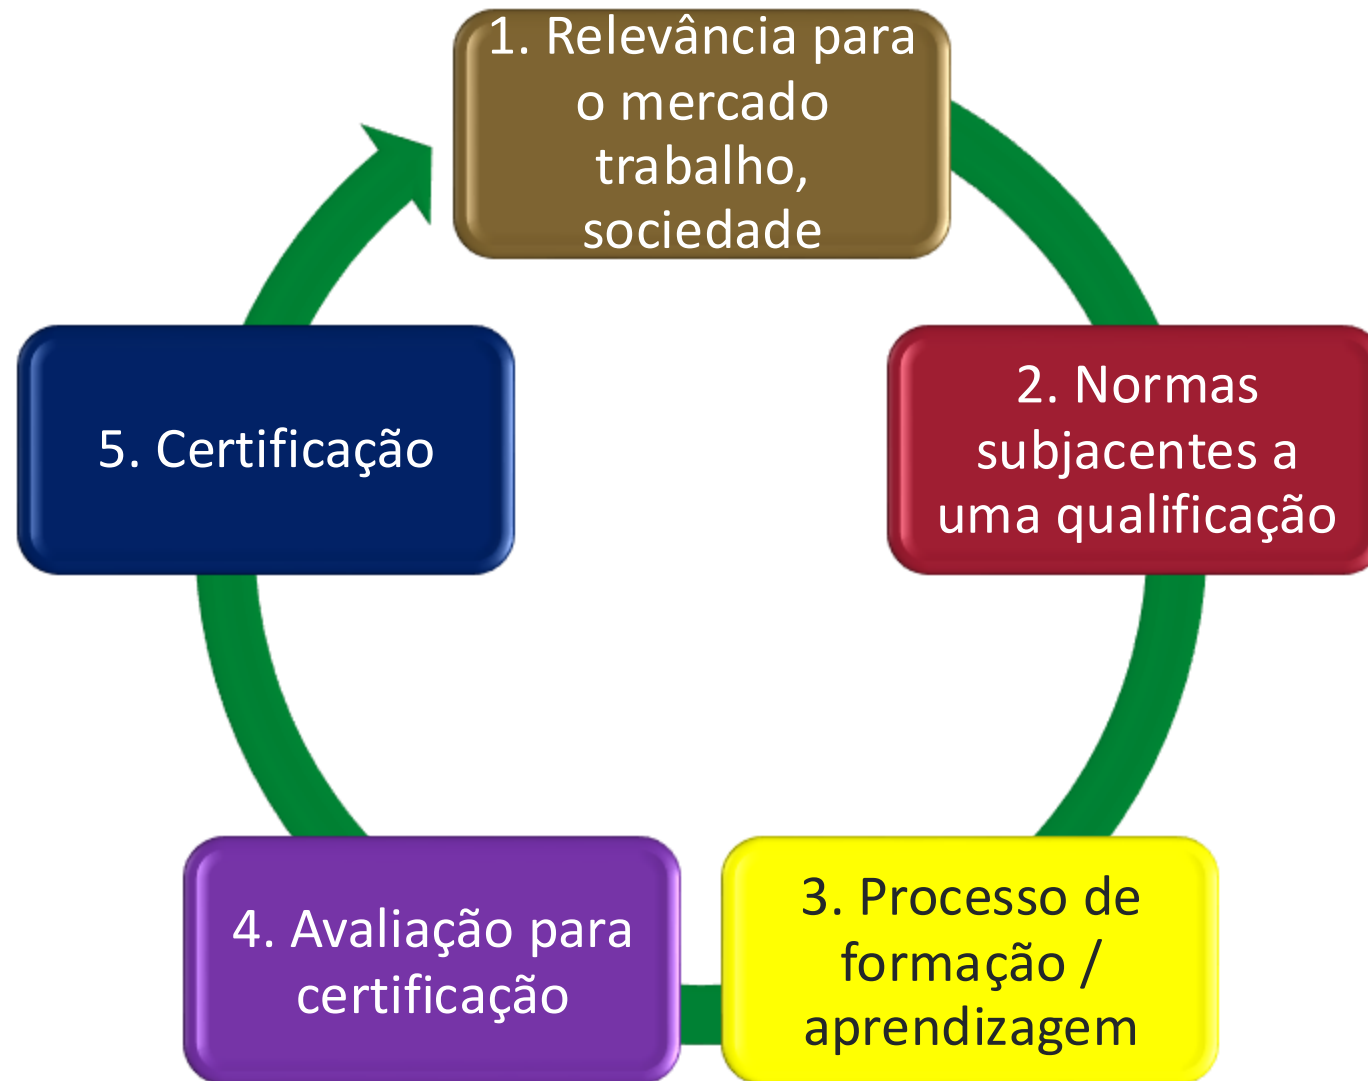 1. Relevância para
o mercado
trabalho,
sociedade
2. Normas
subjacentes a
uma qualificação
3. Processo de
formação /
aprendizagem
4. Avaliação para
certificação
5. Certificação